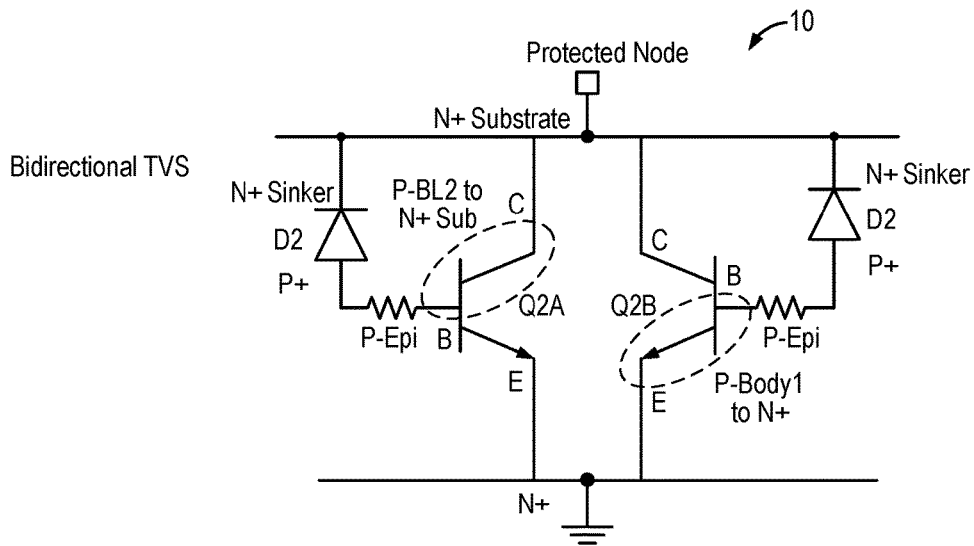 10
Protected Node
N+ Substrate
Bidirectional TVS
N+ Sinker
P-BL2 to
N+ Sub
C
D2
P+
Q2A
P-Epi
B
E
C
N+ Sinker
D2
P+
B
Q2B
P-Epi
E
P-Body1
to N+
N+